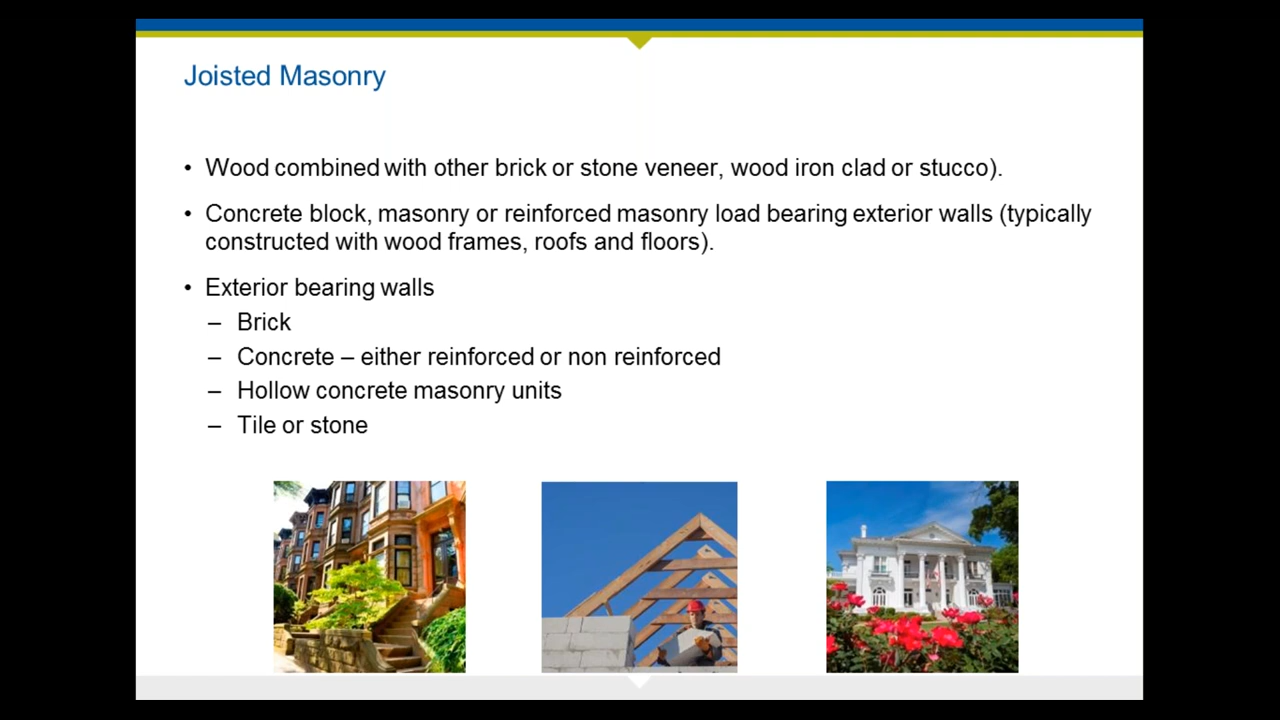 Joisted Masonry
• Wood combined with other brick or stone veneer, wood iron clad or stucco).
• Concrete block, masonry or reinforced masonry load bearing exterior walls (typically
constructed with wood frames, roofs and floors).
• Exterior bearing walls
– Brick
– Concrete – either reinforced or non reinforced
– Hollow concrete masonry units
– Tile or stone